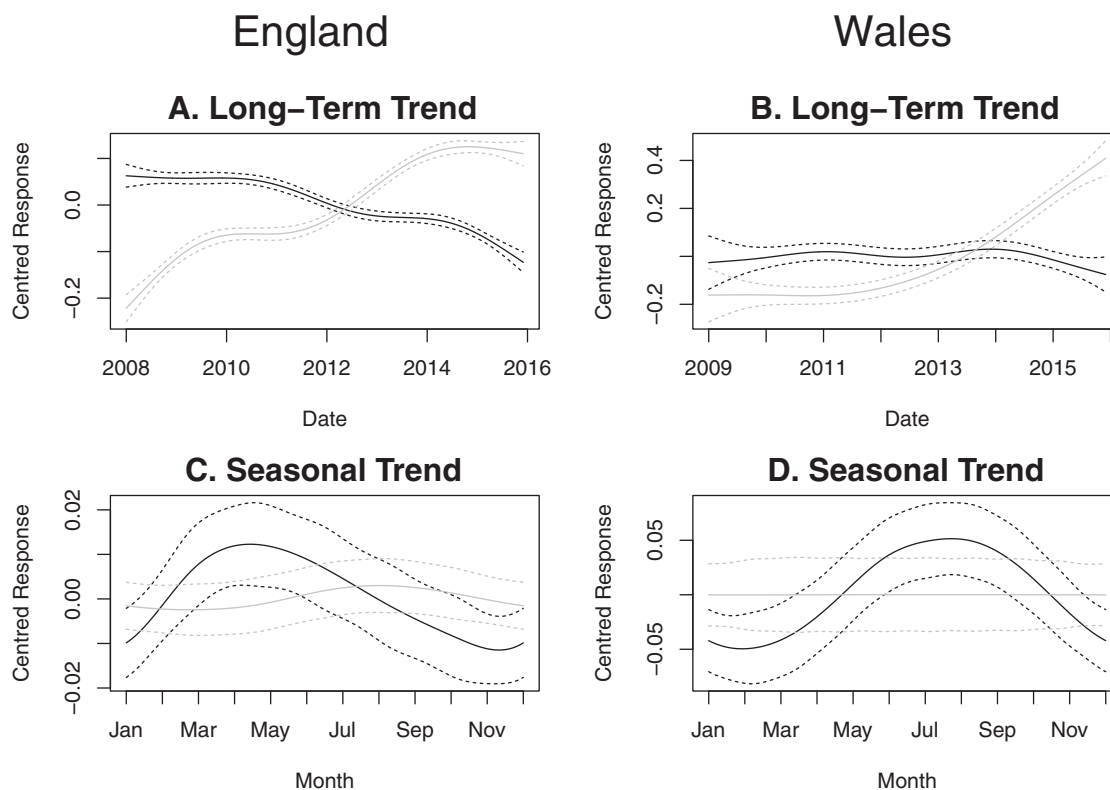 England
Wales
A. Long−Term Trend
Centred Response
0.0
−0.2
2008 2010 2012 2014 2016
Date
B. Long−Term Trend
Centred Response
0.4
0.2
−0.2
2009 2011 2013 2015
Date
C. Seasonal Trend
Centred Response
0.02
0.00
−0.02
Jan Mar May Jul Sep Nov
Month
D. Seasonal Trend
Centred Response
0.05
−0.05
Jan Mar May Jul Sep Nov
Month